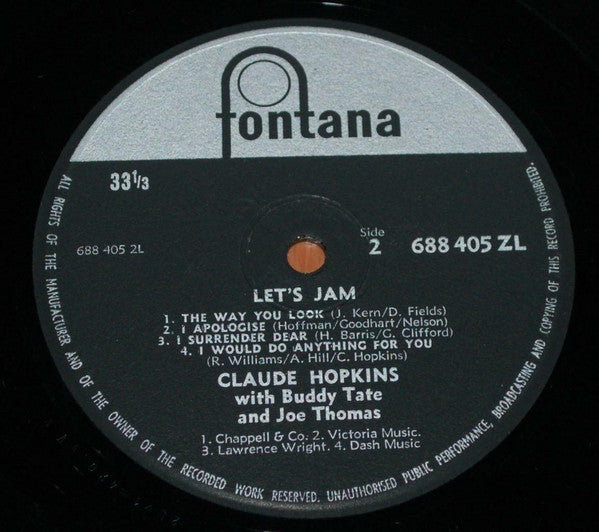 fontana
33 1/3
688 405 2L
Side
2
688 405 ZL
LET'S JAM
1. THE WAY YOU LOOK (J. Kern/D. Fields)
2. I APOLOGISE (Hoffman/Goodhart/Nelson)
3. I SURRENDER DEAR (H. Barris/G. Clifford)
4. I WOULD DO ANYTHING FOR YOU
(R. Williams/A. Hill/C. Hopkins)
CLAUDE HOPKINS
with Buddy Tate
and Joe Thomas
1. Chappell & Co. 2. Victoria Music.
3. Lawrence Wright. 4. Dash Music
ALL RIGHTS OF THE MANUFACTURER AND OF THE OWNER OF THE RECORDED WORK RESERVED. UNAUTHORISED PUBLIC PERFORMANCE, BROADCASTING AND COPYING OF THIS RECORD PROHIBITED.